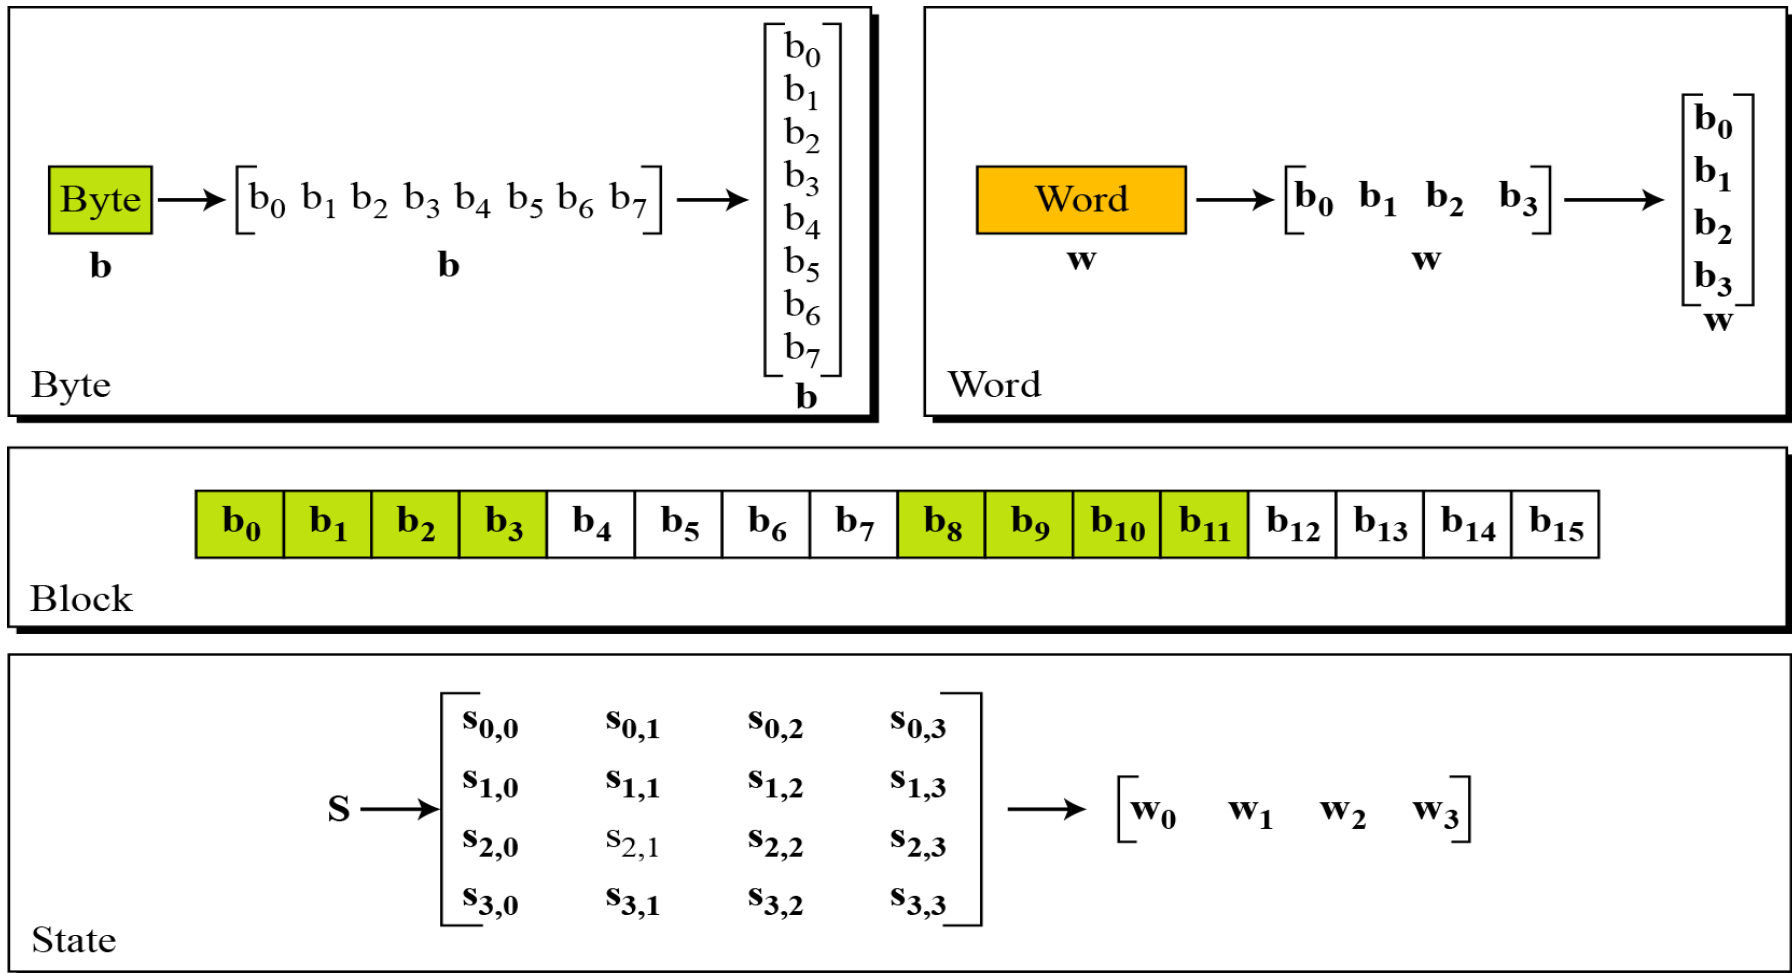 Byte b₀ b₁ b₂ b₃ b₄ b₅ b₆ b₇
b b
b₀
b₁
b₂
b₃
b₄
b₅
b₆
b₇
b
Byte
Word b₀ b₁ b₂ b₃
w w
b₀
b₁
b₂
b₃
w
Word
b₀ b₁ b₂ b₃ b₄ b₅ b₆ b₇ b₈ b₉ b₁₀ b₁₁ b₁₂ b₁₃ b₁₄ b₁₅
Block
S
s₀,₀ s₀,₁ s₀,₂ s₀,₃
s₁,₀ s₁,₁ s₁,₂ s₁,₃
s₂,₀ s₂,₁ s₂,₂ s₂,₃
s₃,₀ s₃,₁ s₃,₂ s₃,₃
w₀ w₁ w₂ w₃
State